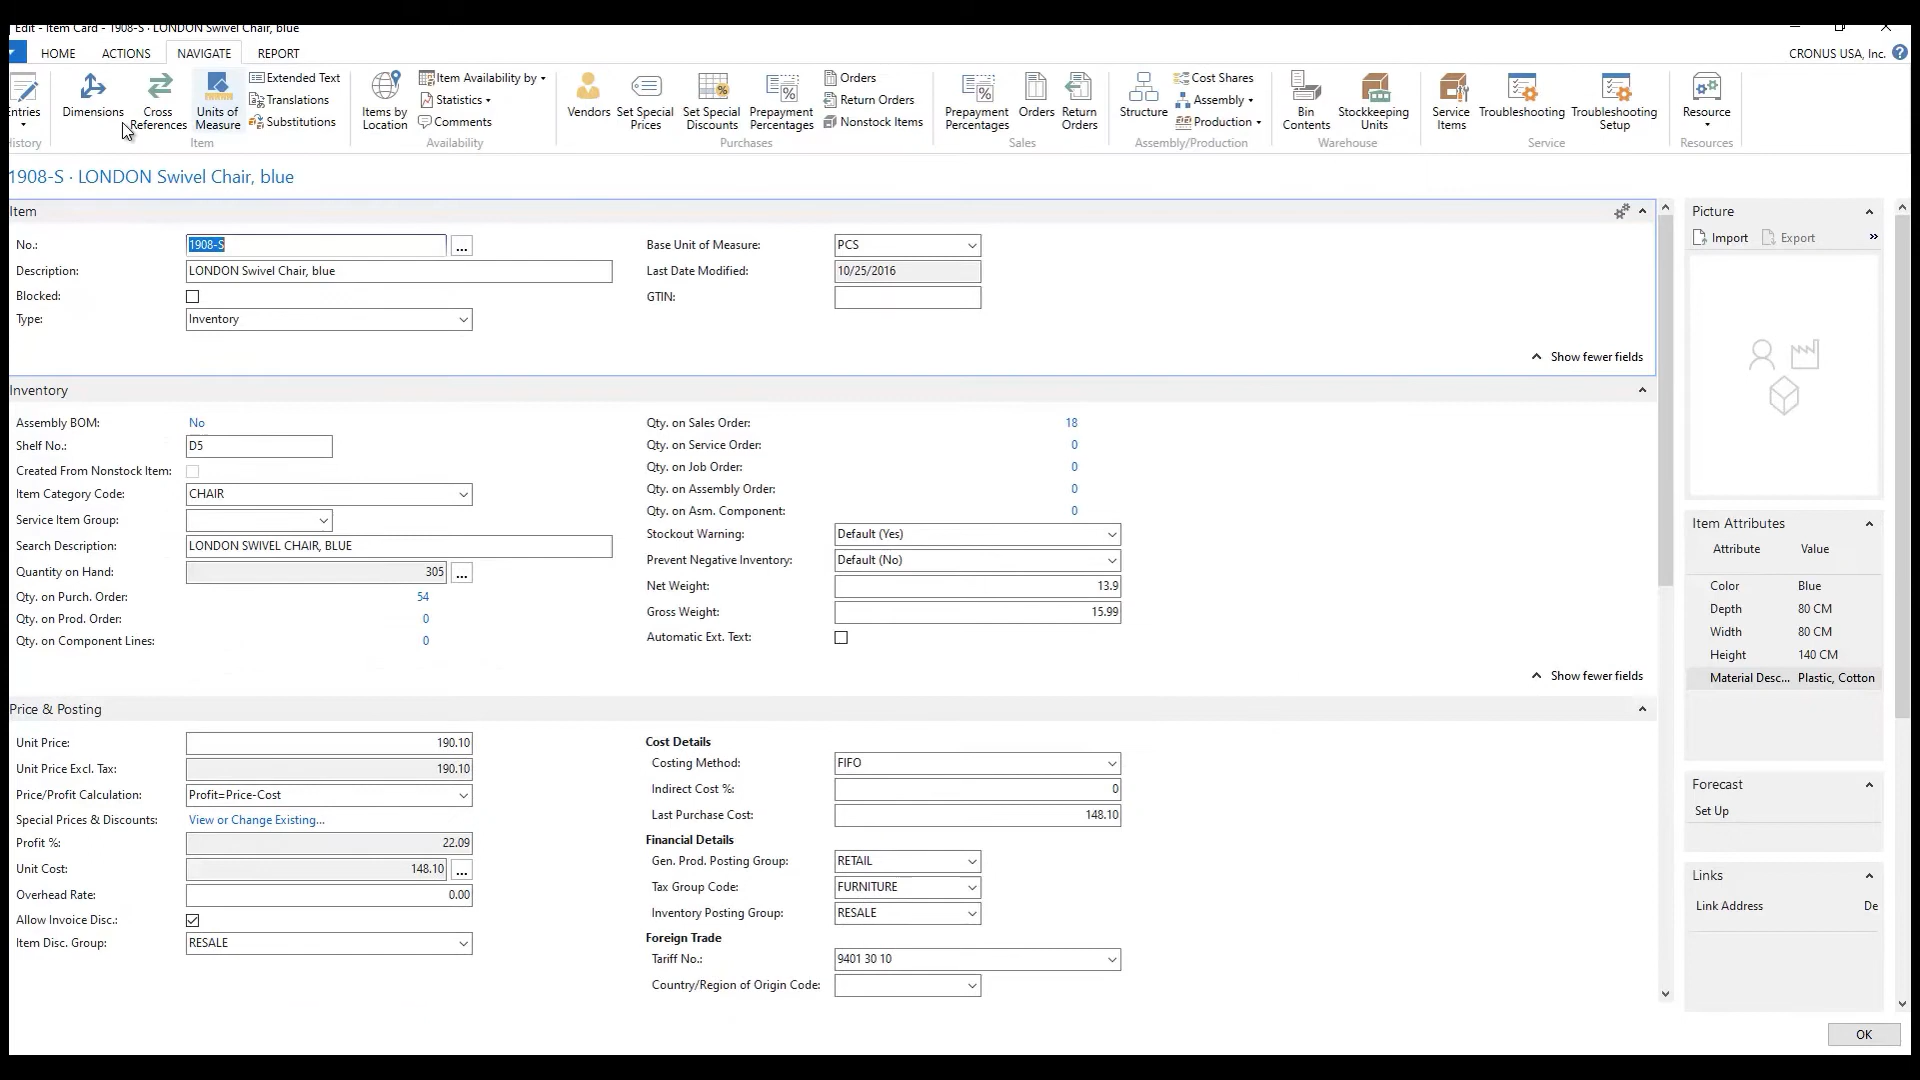 Edit - Item Card - 1908-S · LONDON Swivel Chair, blue
HOME ACTIONS NAVIGATE REPORT CRONUS USA, Inc.
Entries
Dimensions
Cross References
Units of Measure
Extended Text
Translations
Substitutions
Items by Location
Item Availability by
Statistics
Comments
Vendors
Set Special Prices
Set Special Discounts
Prepayment Percentages
Orders
Return Orders
Nonstock Items
Prepayment Percentages
Orders
Return Orders
Structure
Cost Shares
Assembly
Production
Bin Contents
Stockkeeping Units
Service Items
Troubleshooting
Troubleshooting Setup
Resource
History Item Availability Purchases Sales Assembly/Production Warehouse Service Resources
1908-S · LONDON Swivel Chair, blue
Item
No.: 1908-S ...
Description: LONDON Swivel Chair, blue
Blocked:
Type: Inventory
Base Unit of Measure: PCS
Last Date Modified: 10/25/2016
GTIN:
Show fewer fields
Inventory
Assembly BOM: No
Shelf No.: D5
Created From Nonstock Item:
Item Category Code: CHAIR
Service Item Group:
Search Description: LONDON SWIVEL CHAIR, BLUE
Quantity on Hand: 305 ...
Qty. on Purch. Order: 54
Qty. on Prod. Order: 0
Qty. on Component Lines: 0
Qty. on Sales Order: 18
Qty. on Service Order: 0
Qty. on Job Order: 0
Qty. on Assembly Order: 0
Qty. on Asm. Component: 0
Stockout Warning: Default (Yes)
Prevent Negative Inventory: Default (No)
Net Weight: 13.9
Gross Weight: 15.99
Automatic Ext. Text:
Show fewer fields
Price & Posting
Unit Price: 190.10
Unit Price Excl. Tax: 190.10
Price/Profit Calculation: Profit=Price-Cost
Special Prices & Discounts: View or Change Existing...
Profit %: 22.09
Unit Cost: 148.10 ...
Overhead Rate: 0.00
Allow Invoice Disc.:
Item Disc. Group: RESALE
Cost Details
Costing Method: FIFO
Indirect Cost %: 0
Last Purchase Cost: 148.10
Financial Details
Gen. Prod. Posting Group: RETAIL
Tax Group Code: FURNITURE
Inventory Posting Group: RESALE
Foreign Trade
Tariff No.: 9401 30 10
Country/Region of Origin Code:
Picture
Import Export »
Item Attributes
Attribute Value
Color Blue
Depth 80 CM
Width 80 CM
Height 140 CM
Material Desc... Plastic, Cotton
Forecast
Set Up
Links
Link Address De
OK